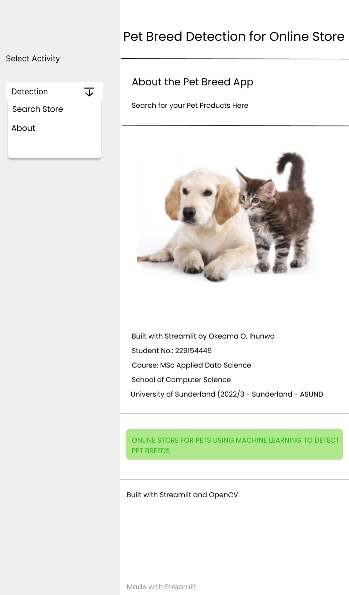 Select Activity
Detection
Search Store
About
Pet Breed Detection for Online Store
About the Pet Breed App
Search for your Pet Products Here
Built with Streamlit by Okeoma O. Ihunwo
Student No.: 229154449
Course: MSc Applied Data Science
School of Computer Science
University of Sunderland (2022/3 - Sunderland - ASUND
ONLINE STORE FOR PETS USING MACHINE LEARNING TO DETECT
PET BREEDS
Built with Streamlit and OpenCV
Made with Streamlit